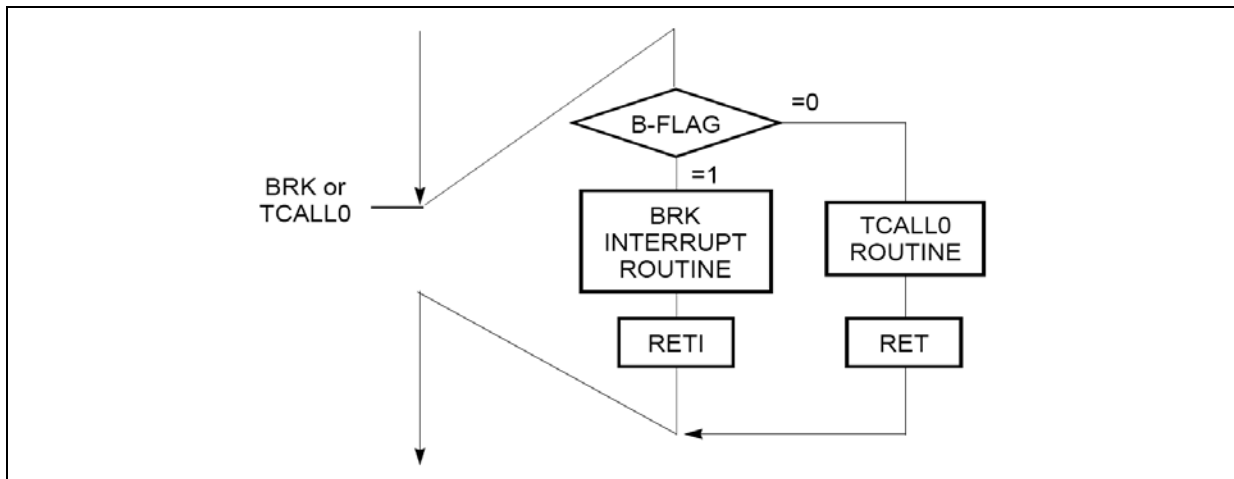 =0
B-FLAG
=1
BRK or
TCALL0
BRK
INTERRUPT
ROUTINE
TCALL0
ROUTINE
RETI
RET